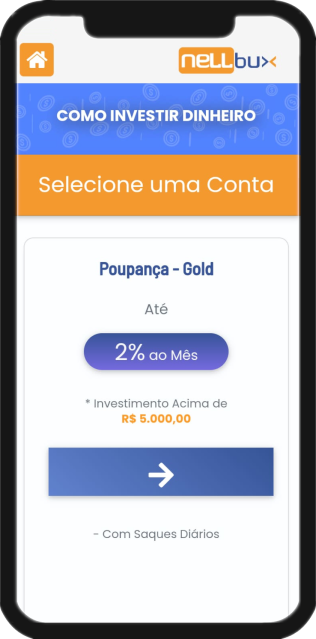 nellbux
COMO INVESTIR DINHEIRO
Selecione uma Conta
Poupança - Gold
Até
2% ao Mês
* Investimento Acima de
R$ 5.000,00
- Com Saques Diários